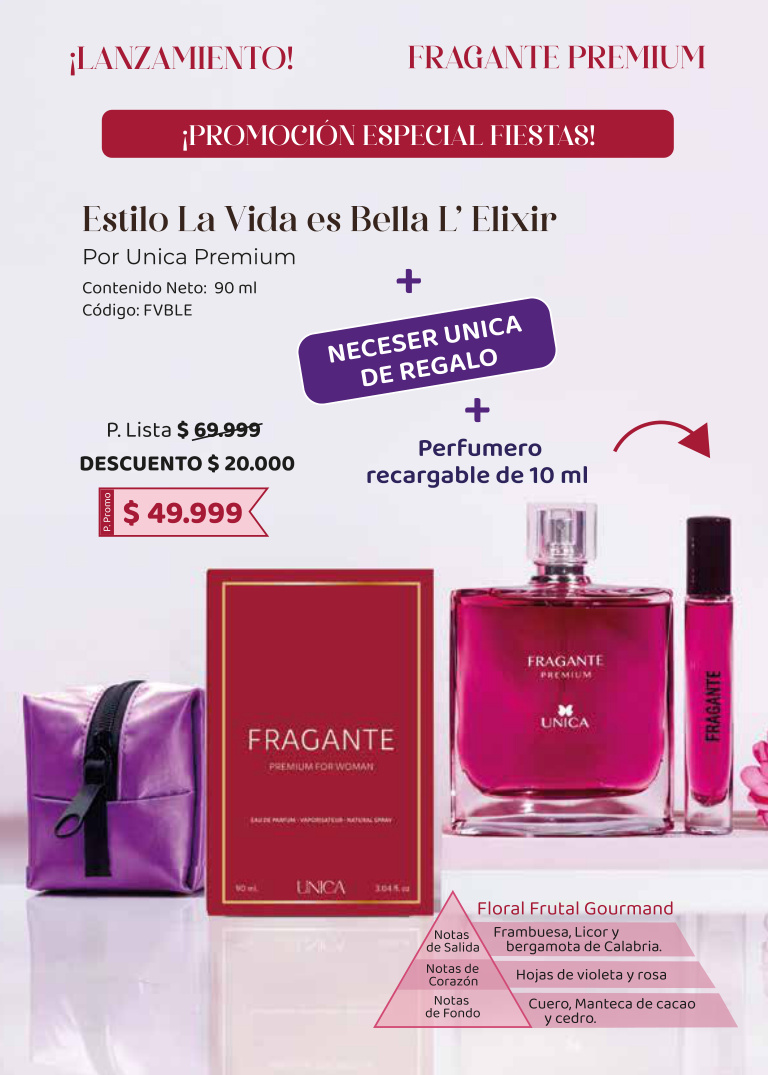 ¡LANZAMIENTO!
FRAGANTE PREMIUM
¡PROMOCIÓN ESPECIAL FIESTAS!
Estilo La Vida es Bella L' Elixir
Por Unica Premium
Contenido Neto: 90 ml
Código: FVBLE
+
NECESER UNICA
DE REGALO
+
Perfumero
recargable de 10 ml
P. Lista $ 69.999
DESCUENTO $ 20.000
P. Promo
$ 49.999
FRAGANTE
PREMIUM FOR WOMAN
EAU DE PARFUM - VAPORISATEUR - NATURAL SPRAY
90 ml.
UNICA
3.04 fl. oz
FRAGANTE
PREMIUM
UNICA
FRAGANTE
Floral Frutal Gourmand
Notas
de Salida
Frambuesa, Licor y
bergamota de Calabria.
Notas de
Corazón
Hojas de violeta y rosa
Notas
de Fondo
Cuero, Manteca de cacao
y cedro.